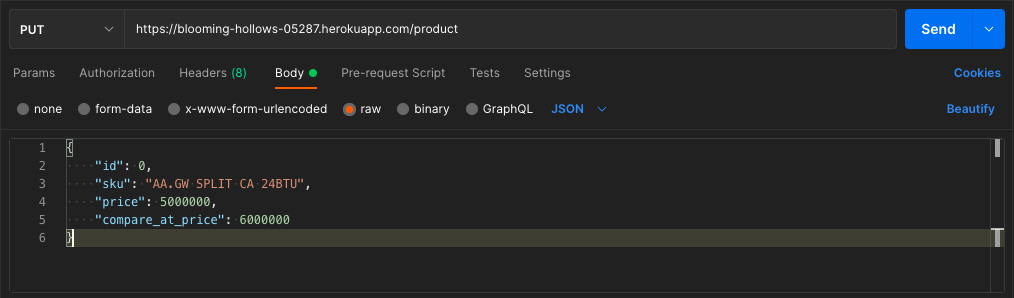 PUT https://blooming-hollows-05287.herokuapp.com/product Send
Params Authorization Headers (8) Body Pre-request Script Tests Settings Cookies
none form-data x-www-form-urlencoded raw binary GraphQL JSON Beautify
1 {
2 "id": 0,
3 "sku": "AA.GW SPLIT CA 24BTU",
4 "price": 5000000,
5 "compare_at_price": 6000000
6 }